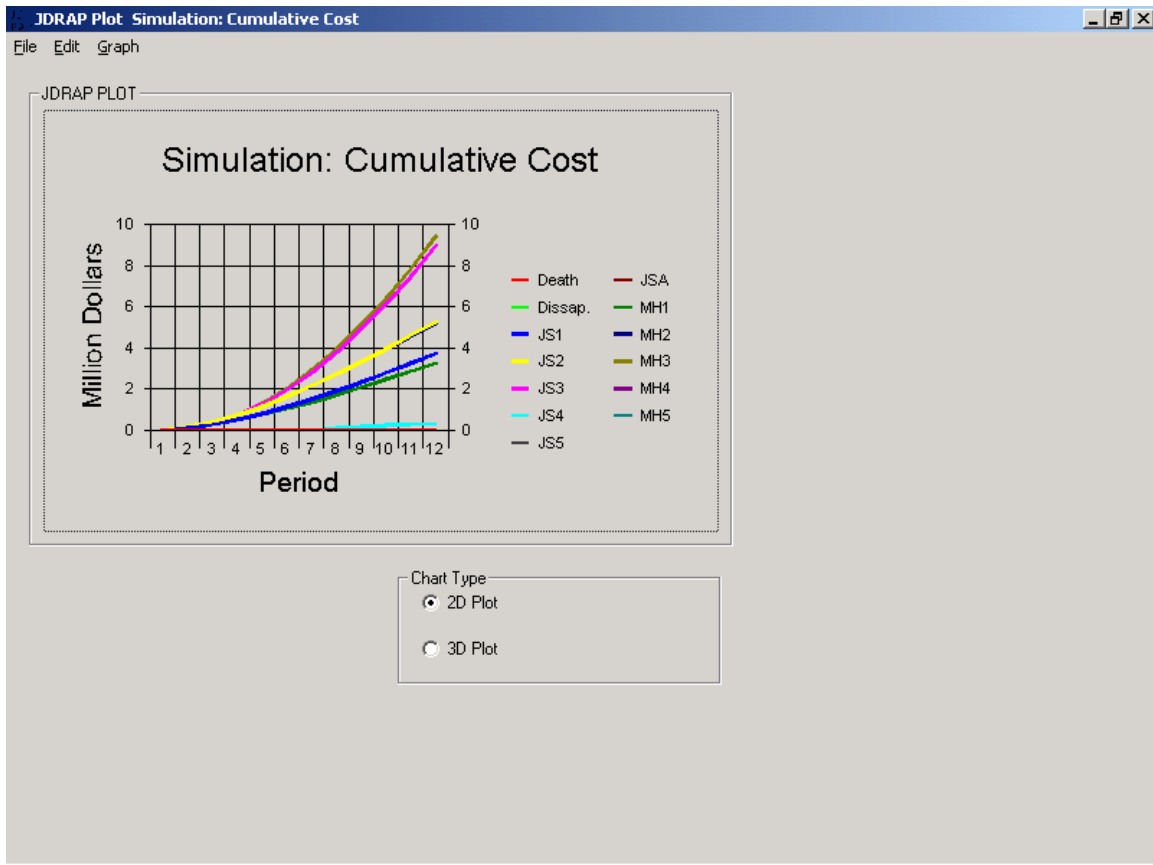 JDRAP Plot Simulation: Cumulative Cost
File Edit Graph
JDRAP PLOT
Simulation: Cumulative Cost
Million Dollars
10
8
6
4
2
0
10
8
6
4
2
0
1 2 3 4 5 6 7 8 9 10 11 12
Period
Death
Dissap.
JS1
JS2
JS3
JS4
JS5
JSA
MH1
MH2
MH3
MH4
MH5
Chart Type
2D Plot
3D Plot